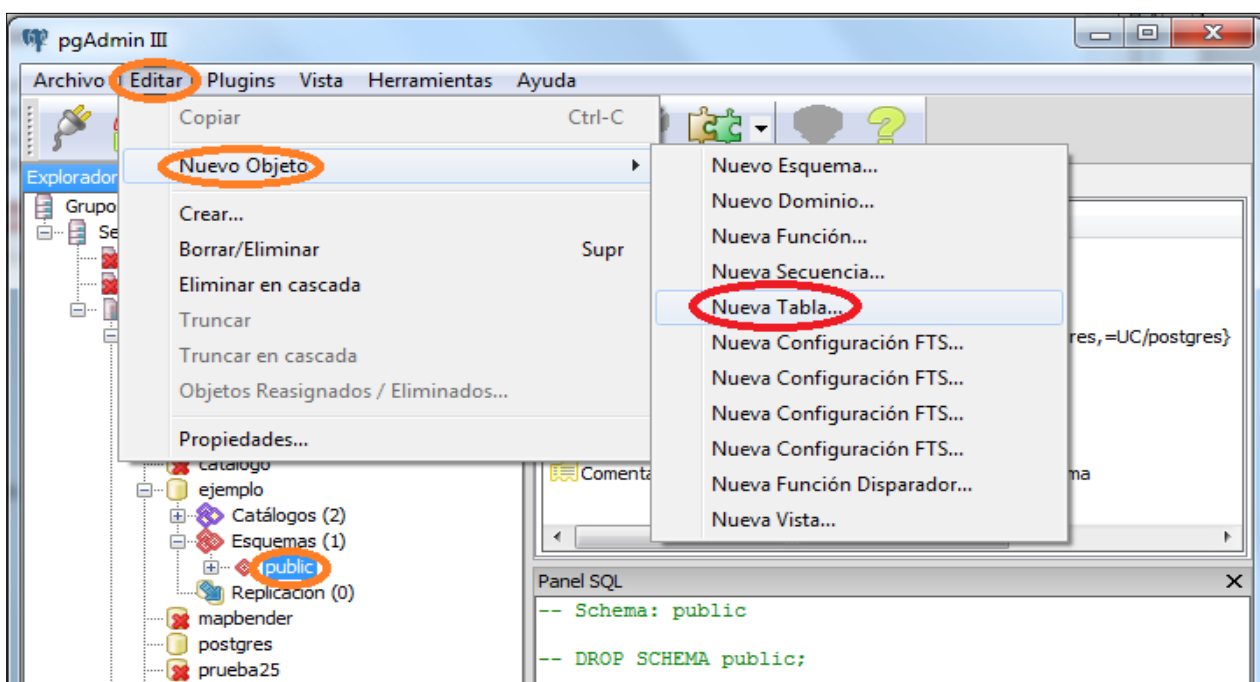 pgAdmin III
Archivo Editar Plugins Vista Herramientas Ayuda
Copiar Ctrl-C
Nuevo Objeto
Crear...
Borrar/Eliminar Supr
Eliminar en cascada
Truncar
Truncar en cascada
Objetos Reasignados / Eliminados...
Propiedades...
Nuevo Esquema...
Nuevo Dominio...
Nueva Función...
Nueva Secuencia...
Nueva Tabla...
Nueva Configuración FTS...
Nueva Configuración FTS...
Nueva Configuración FTS...
Nueva Configuración FTS...
Nueva Función Disparador...
Nueva Vista...
Explorador
Grupo
Se
catalogo
ejemplo
Catálogos (2)
Esquemas (1)
public
Replicación (0)
mapbender
postgres
prueba25
res,=UC/postgres}
Comenta
ma
Panel SQL
-- Schema: public
-- DROP SCHEMA public;